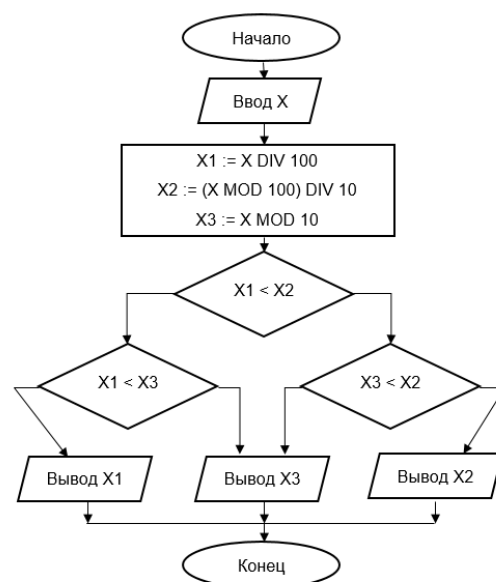 Начало
Ввод X
X1 := X DIV 100
X2 := (X MOD 100) DIV 10
X3 := X MOD 10
X1 < X2
X1 < X3
X3 < X2
Вывод X1
Вывод X3
Вывод X2
Конец